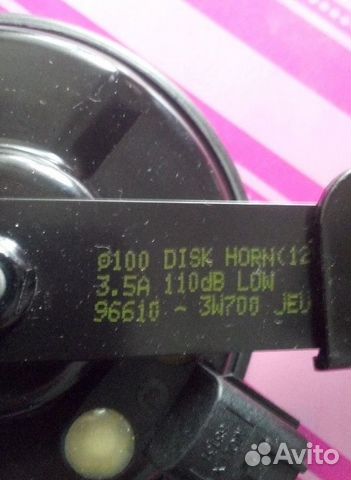 ø100 DISK HORN(12
3.5A 110dB LOW
96610 - 3W700 JEU
Avito